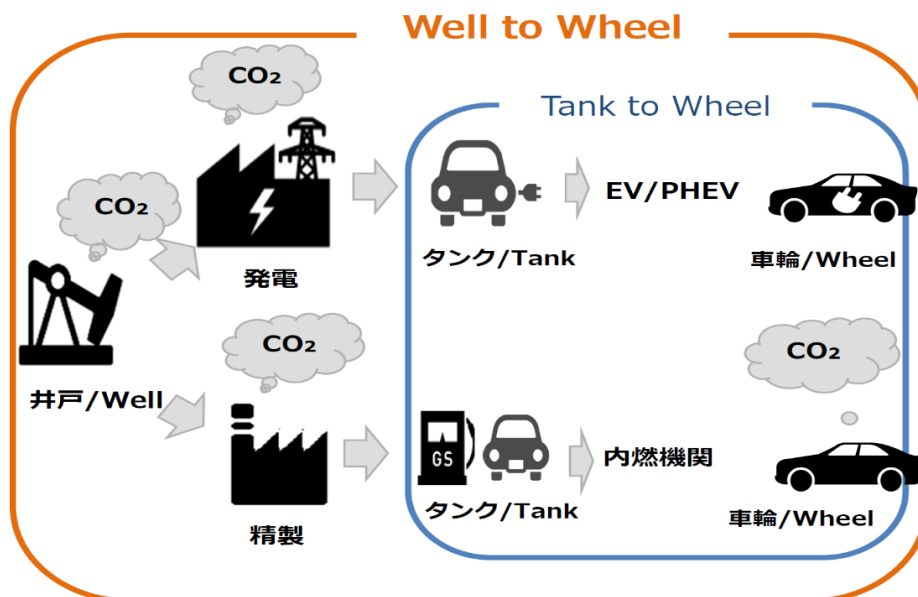 Well to Wheel
CO₂
Tank to Wheel
CO₂
EV/PHEV
発電
タンク/Tank
車輪/Wheel
CO₂
CO₂
井戸/Well
GS
内燃機関
精製
タンク/Tank
車輪/Wheel